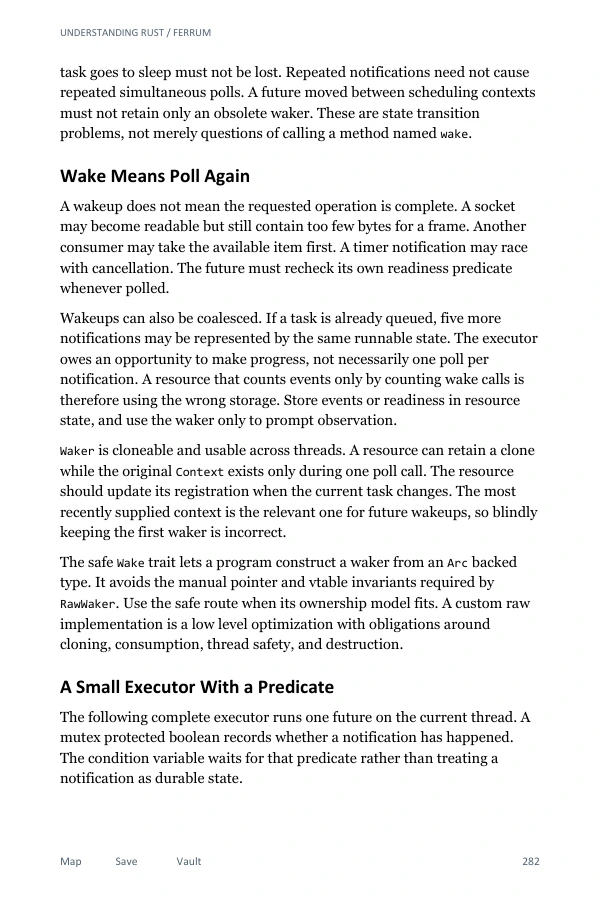 UNDERSTANDING RUST / FERRUM
task goes to sleep must not be lost. Repeated notifications need not cause
repeated simultaneous polls. A future moved between scheduling contexts
must not retain only an obsolete waker. These are state transition
problems, not merely questions of calling a method named wake.
Wake Means Poll Again
A wakeup does not mean the requested operation is complete. A socket
may become readable but still contain too few bytes for a frame. Another
consumer may take the available item first. A timer notification may race
with cancellation. The future must recheck its own readiness predicate
whenever polled.
Wakeups can also be coalesced. If a task is already queued, five more
notifications may be represented by the same runnable state. The executor
owes an opportunity to make progress, not necessarily one poll per
notification. A resource that counts events only by counting wake calls is
therefore using the wrong storage. Store events or readiness in resource
state, and use the waker only to prompt observation.
Waker is cloneable and usable across threads. A resource can retain a clone
while the original Context exists only during one poll call. The resource
should update its registration when the current task changes. The most
recently supplied context is the relevant one for future wakeups, so blindly
keeping the first waker is incorrect.
The safe Wake trait lets a program construct a waker from an Arc backed
type. It avoids the manual pointer and vtable invariants required by
RawWaker. Use the safe route when its ownership model fits. A custom raw
implementation is a low level optimization with obligations around
cloning, consumption, thread safety, and destruction.
A Small Executor With a Predicate
The following complete executor runs one future on the current thread. A
mutex protected boolean records whether a notification has happened.
The condition variable waits for that predicate rather than treating a
notification as durable state.
Map Save Vault 282